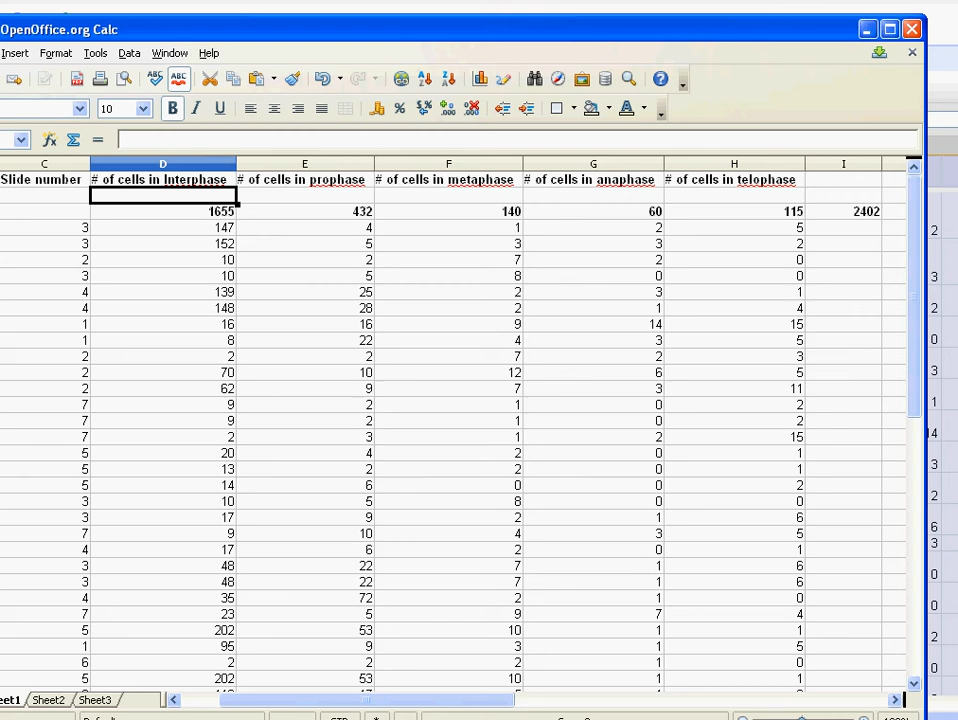 OpenOffice.org Calc
Insert Format Tools Data Window Help
10
C D E F G H I
Slide number # of cells in Interphase # of cells in prophase # of cells in metaphase # of cells in anaphase # of cells in telophase
1655 432 140 60 115 2402
3 147 4 1 2 5
3 152 5 3 3 2
2 10 2 7 2 0
3 10 5 8 0 0
4 139 25 2 3 1
4 148 28 2 1 4
1 16 16 9 14 15
1 8 22 4 3 5
2 2 2 7 2 3
2 70 10 12 6 5
2 62 9 7 3 11
7 9 2 1 0 2
7 9 2 1 0 2
7 2 3 1 2 15
5 20 4 2 0 1
5 13 2 2 0 1
5 14 6 0 0 2
3 10 5 8 0 0
3 17 9 2 1 6
7 9 10 4 3 5
4 17 6 2 0 1
3 48 22 7 1 6
3 48 22 7 1 6
4 35 72 2 1 0
7 23 5 9 7 4
5 202 53 10 1 1
1 95 9 3 1 5
6 2 2 2 1 0
5 202 53 10 1 1
Sheet2 Sheet3